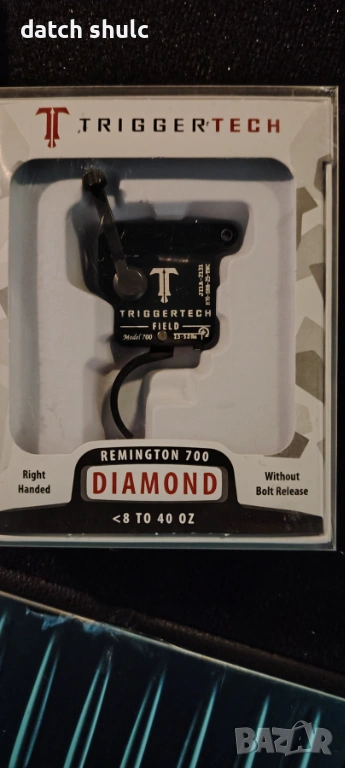 datch shulc
TRIGGERTECH
TRIGGERTECH
FIELD
Model 700
REMINGTON 700
Right
Handed
DIAMOND
Without
Bolt Release
<8 TO 40 OZ
BAZAR